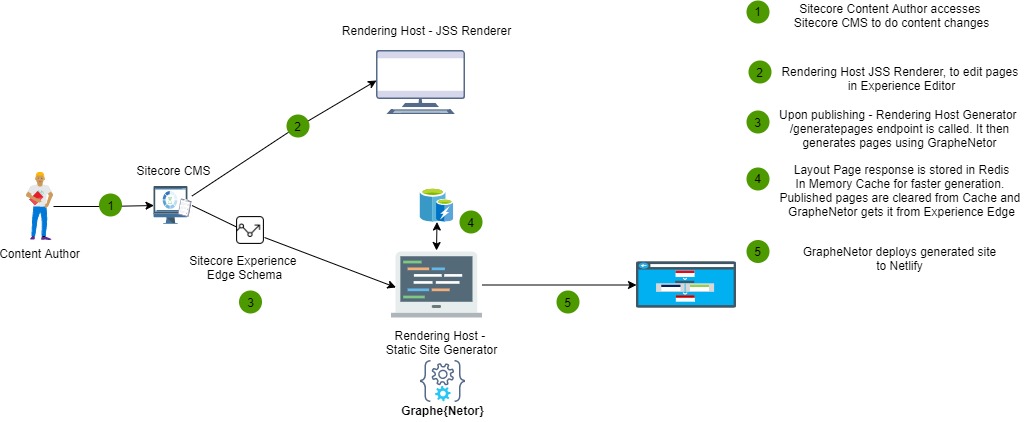 Rendering Host - JSS Renderer
2
Sitecore CMS
1
Content Author
Sitecore Experience
Edge Schema
3
4
5
Rendering Host -
Static Site Generator
Graphe{Netor}
1
Sitecore Content Author accesses
Sitecore CMS to do content changes
2
Rendering Host JSS Renderer, to edit pages
in Experience Editor
3
Upon publishing - Rendering Host Generator
/generatepages endpoint is called. It then
generates pages using GrapheNetor
4
Layout Page response is stored in Redis
In Memory Cache for faster generation.
Published pages are cleared from Cache and
GrapheNetor gets it from Experience Edge
5
GrapheNetor deploys generated site
to Netlify